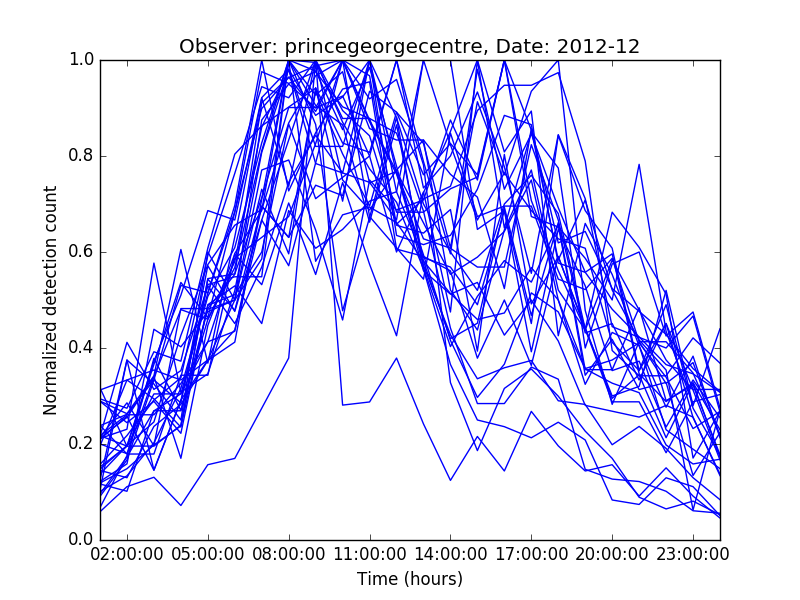 Observer: princegeorgecentre, Date: 2012-12
1.0
0.8
0.6
0.4
0.2
0.0
Normalized detection count
02:00:00 05:00:00 08:00:00 11:00:00 14:00:00 17:00:00 20:00:00 23:00:00
Time (hours)